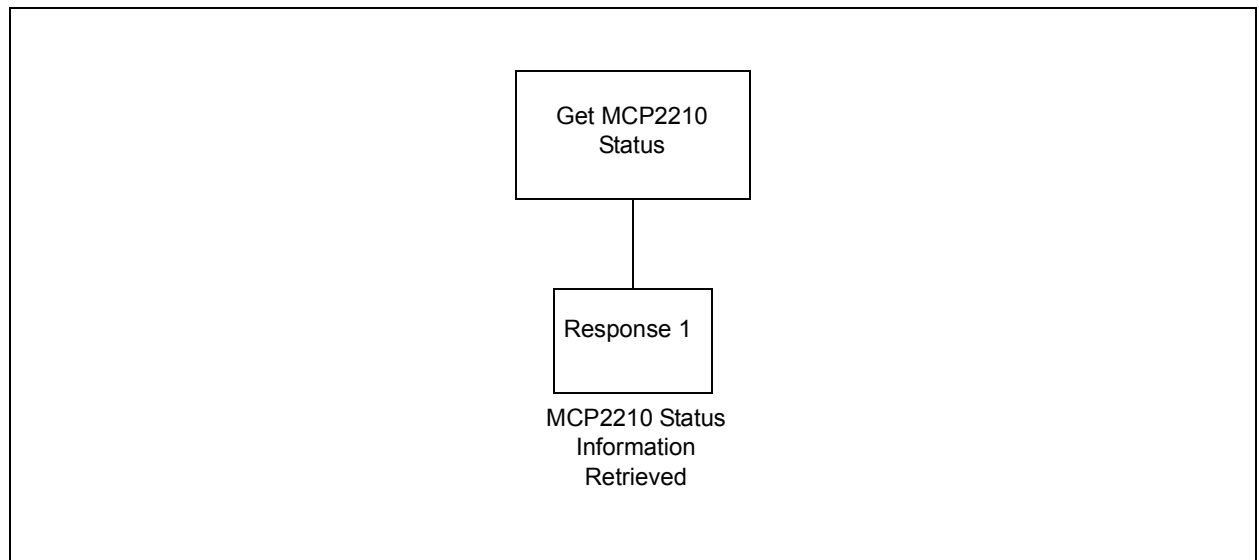 Get MCP2210
Status
Response 1
MCP2210 Status
Information
Retrieved